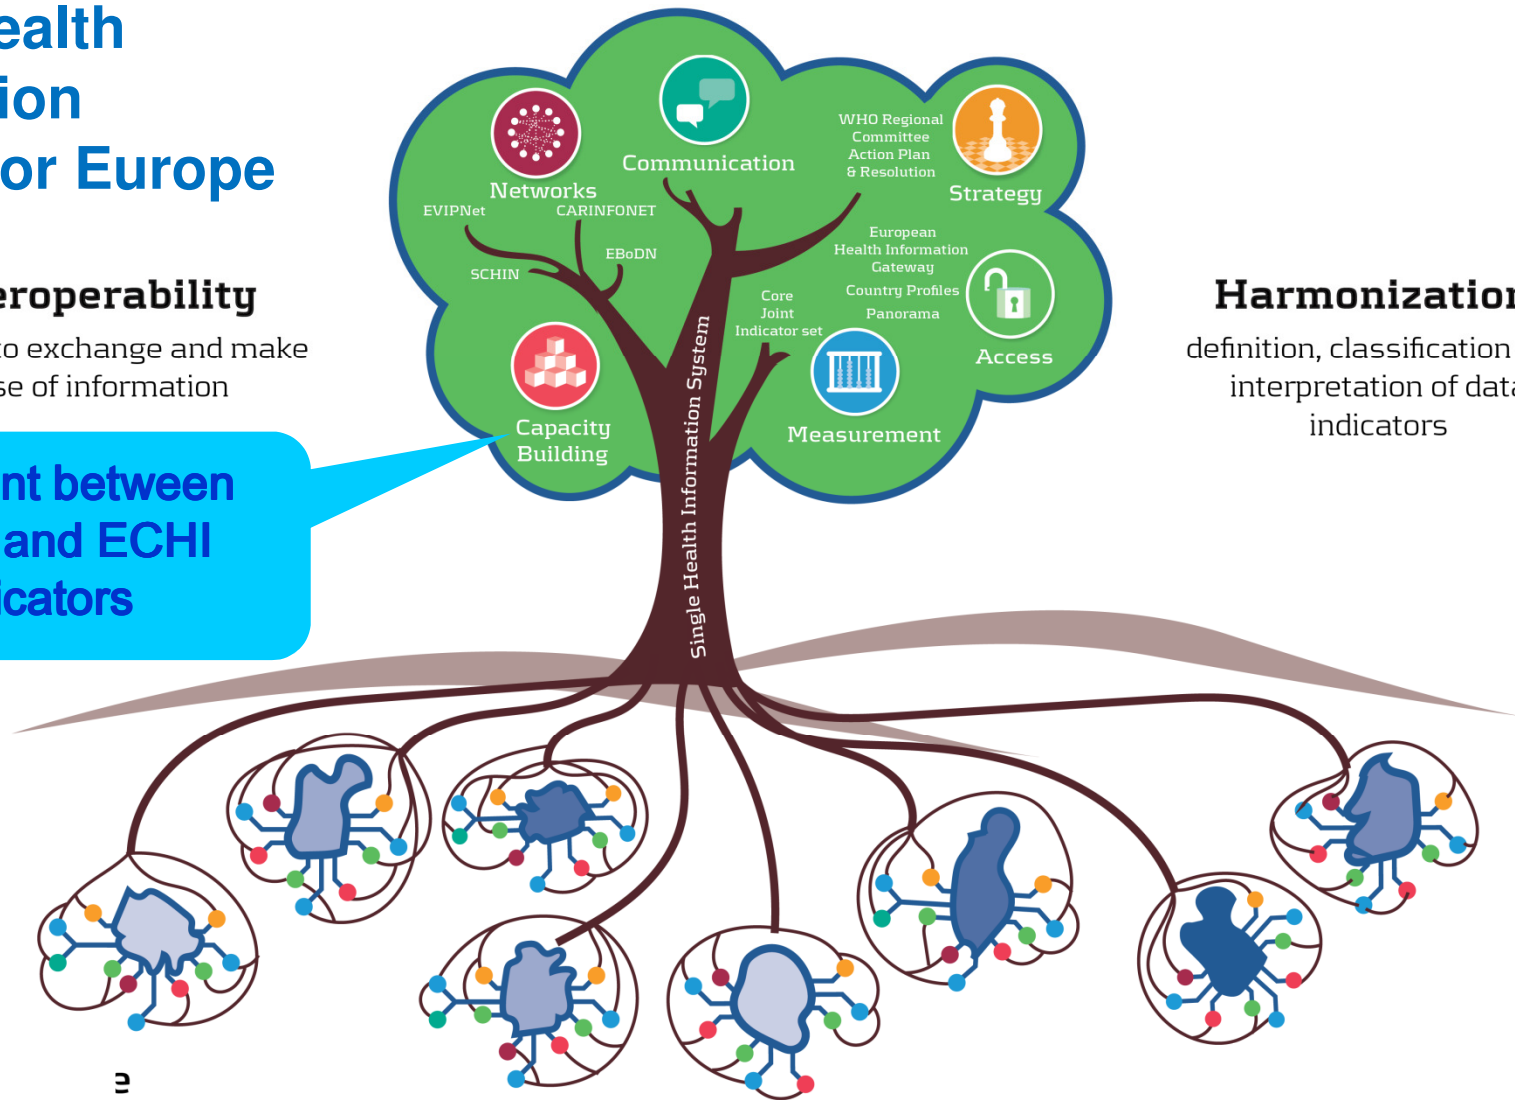 ealth
ion
or Europe
eroperability
to exchange and make
se of information
nt between
and ECHI
icators
Networks
EVIPNet
CARINFONET
SCHIN
EBoDN
Communication
WHO Regional
Committee
Action Plan
& Resolution
Strategy
European
Health Information
Gateway
Country Profiles
Panorama
Access
Core
Joint
Indicator set
Measurement
Capacity
Building
Single Health Information System
Harmonization
definition, classification
interpretation of data
indicators
e